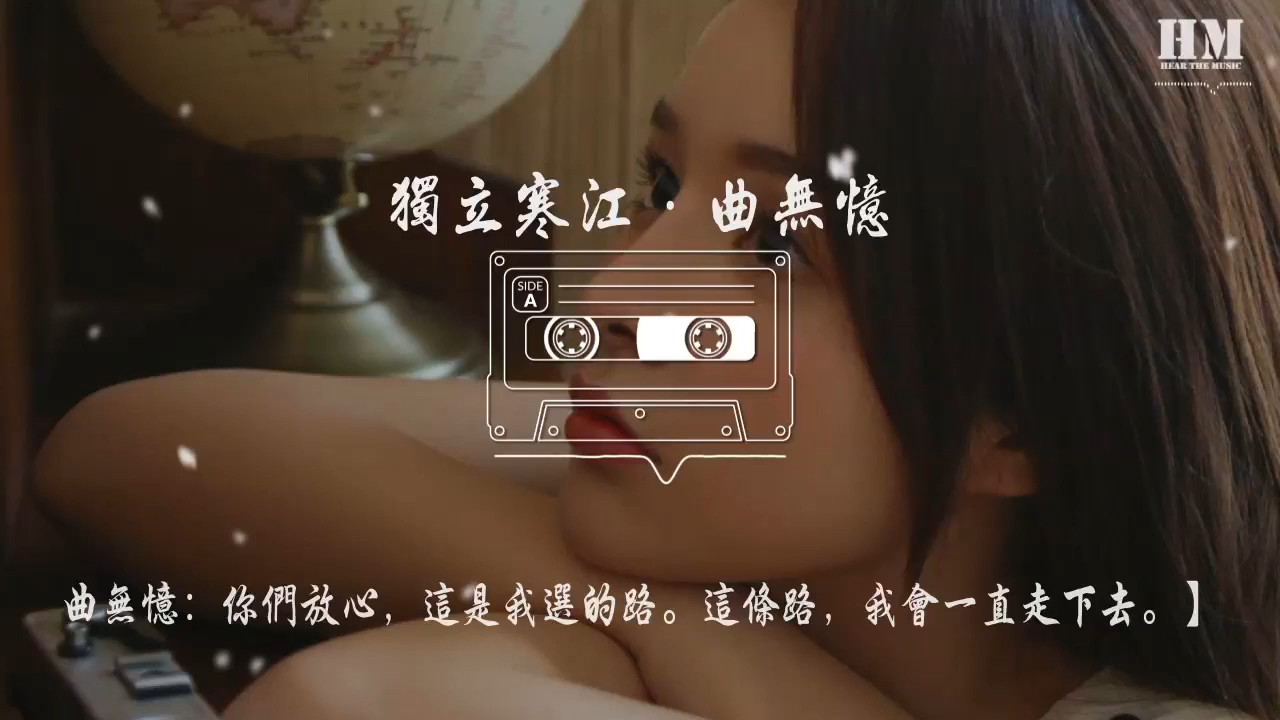 HM
HEAR THE MUSIC
獨立寒江·曲無憶
SIDE
A
曲無憶：你們放心，這是我選的路。這條路，我會一直走下去。】